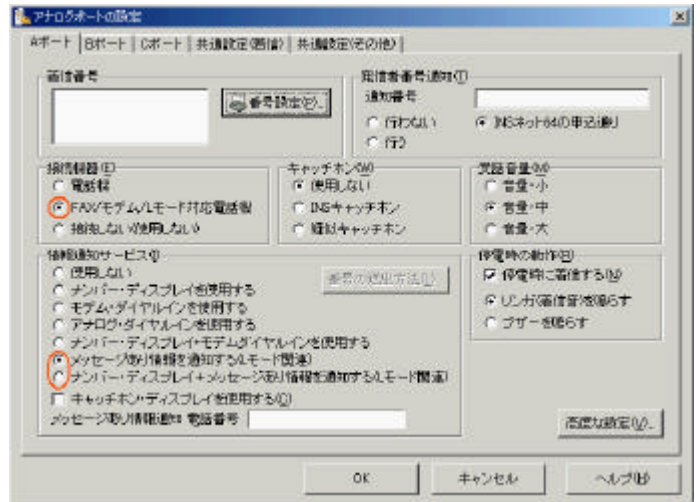 アナログポートの設定
Aポート
Bポート
Cポート
共通設定(着信)
共通設定(その他)
着信番号
番号設定(P)...
発信者番号通知(T)
通知番号
行わない
INSネット64の申込通り
行う
接続機器(E)
電話機
FAX/モデム/Lモード対応電話機
接続しない(使用しない)
キャッチホン(W)
使用しない
INSキャッチホン
疑似キャッチホン
受話音量(M)
音量・小
音量・中
音量・大
情報通知サービス(I)
使用しない
ナンバー・ディスプレイを使用する
モデム・ダイヤルインを使用する
アナログ・ダイヤルインを使用する
ナンバー・ディスプレイ+モデムダイヤルインを使用する
メッセージあり情報を通知する(Lモード関連)
ナンバー・ディスプレイ+メッセージあり情報を通知する(Lモード関連)
番号の送出方法(L)...
キャッチホン・ディスプレイを使用する(C)
メッセージあり情報通知 電話番号
停電時の動作(B)
停電時に着信する(N)
リンガ(着信音)を鳴らす
ブザーを鳴らす
高度な設定(V)...
OK
キャンセル
ヘルプ(H)